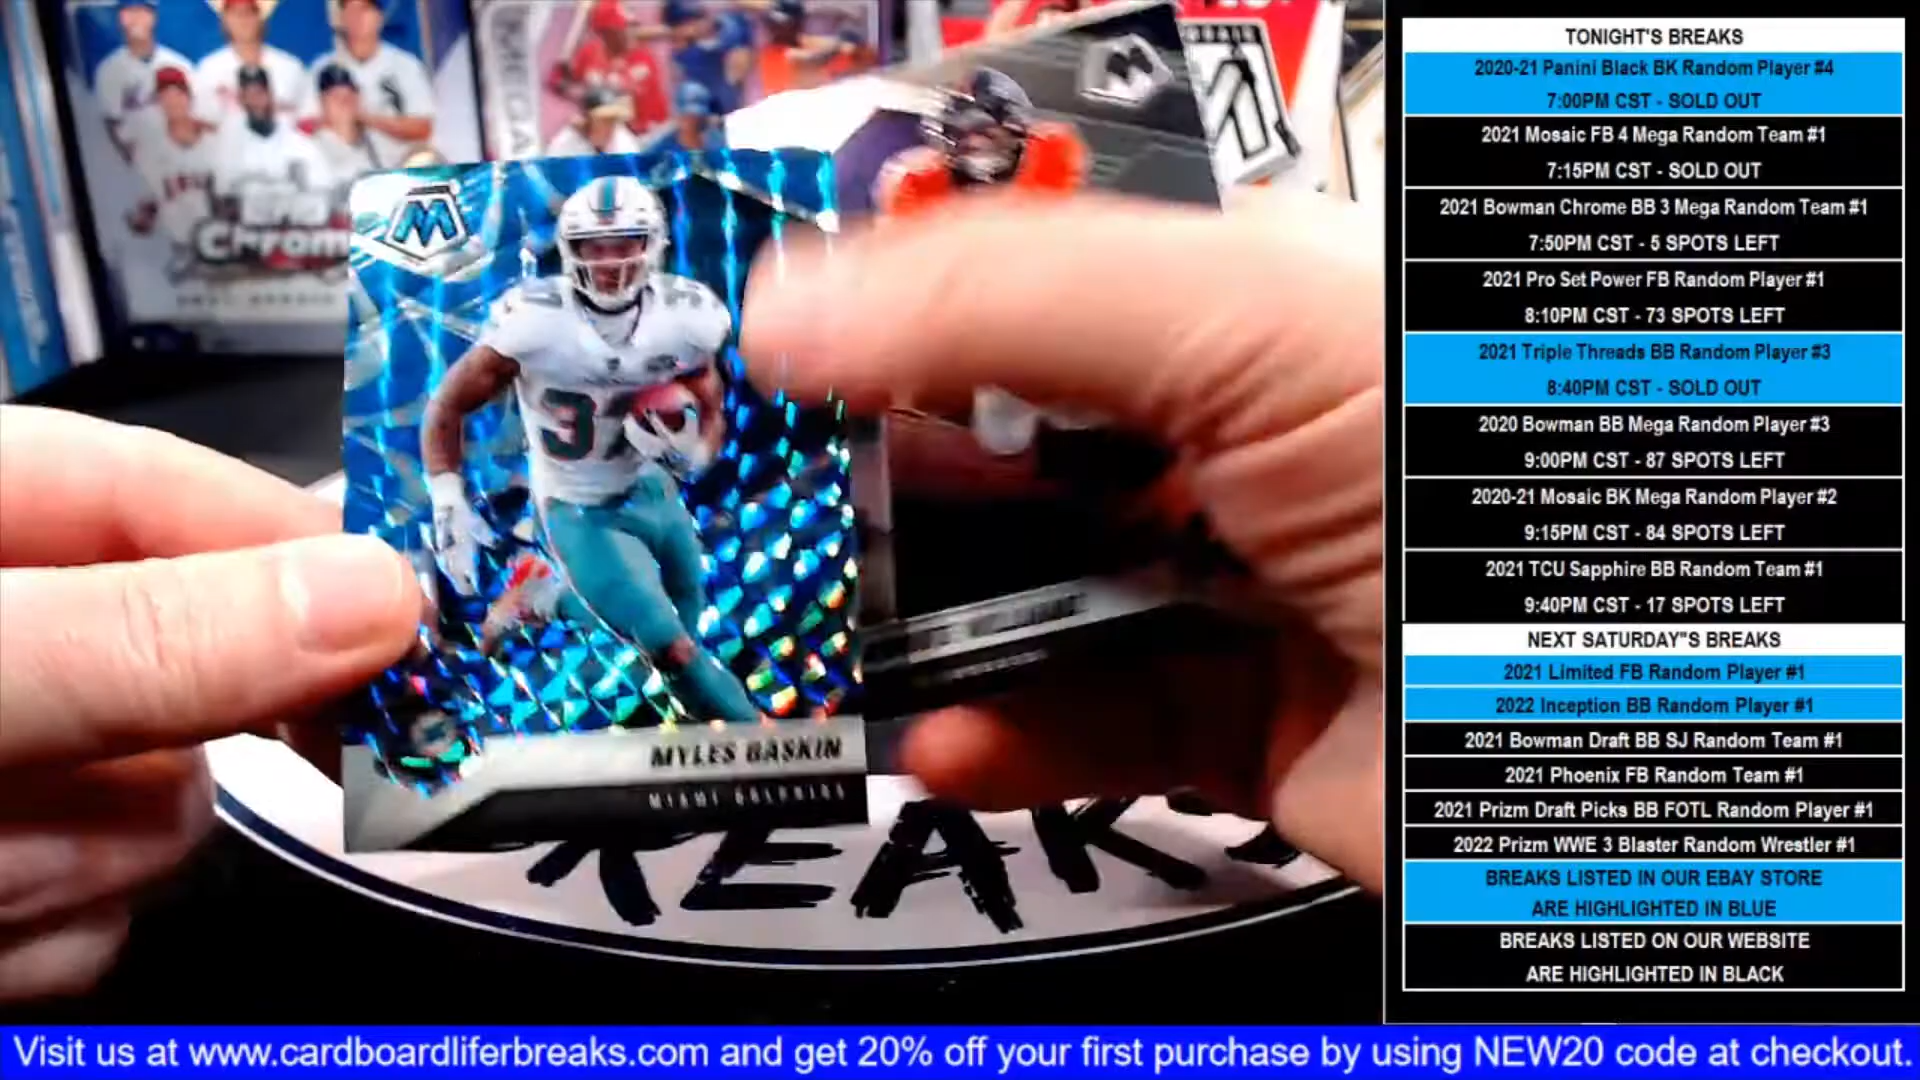 MEGA
Chrome
M
37
MYLES GASKIN
MIAMI DOLPHINS
REAKS
TONIGHT'S BREAKS
2020-21 Panini Black BK Random Player #4
7:00PM CST - SOLD OUT
2021 Mosaic FB 4 Mega Random Team #1
7:15PM CST - SOLD OUT
2021 Bowman Chrome BB 3 Mega Random Team #1
7:50PM CST - 5 SPOTS LEFT
2021 Pro Set Power FB Random Player #1
8:10PM CST - 73 SPOTS LEFT
2021 Triple Threads BB Random Player #3
8:40PM CST - SOLD OUT
2020 Bowman BB Mega Random Player #3
9:00PM CST - 87 SPOTS LEFT
2020-21 Mosaic BK Mega Random Player #2
9:15PM CST - 84 SPOTS LEFT
2021 TCU Sapphire BB Random Team #1
9:40PM CST - 17 SPOTS LEFT
NEXT SATURDAY"S BREAKS
2021 Limited FB Random Player #1
2022 Inception BB Random Player #1
2021 Bowman Draft BB SJ Random Team #1
2021 Phoenix FB Random Team #1
2021 Prizm Draft Picks BB FOTL Random Player #1
2022 Prizm WWE 3 Blaster Random Wrestler #1
BREAKS LISTED IN OUR EBAY STORE
ARE HIGHLIGHTED IN BLUE
BREAKS LISTED ON OUR WEBSITE
ARE HIGHLIGHTED IN BLACK
Visit us at www.cardboardliferbreaks.com and get 20% off your first purchase by using NEW20 code at checkout.